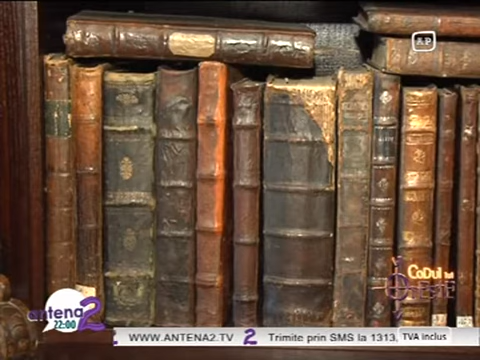 AP
CoDul lui
Oreste
antena 2
22:00
WWW.ANTENA2.TV 2 Trimite prin SMS la 1313, TVA inclus